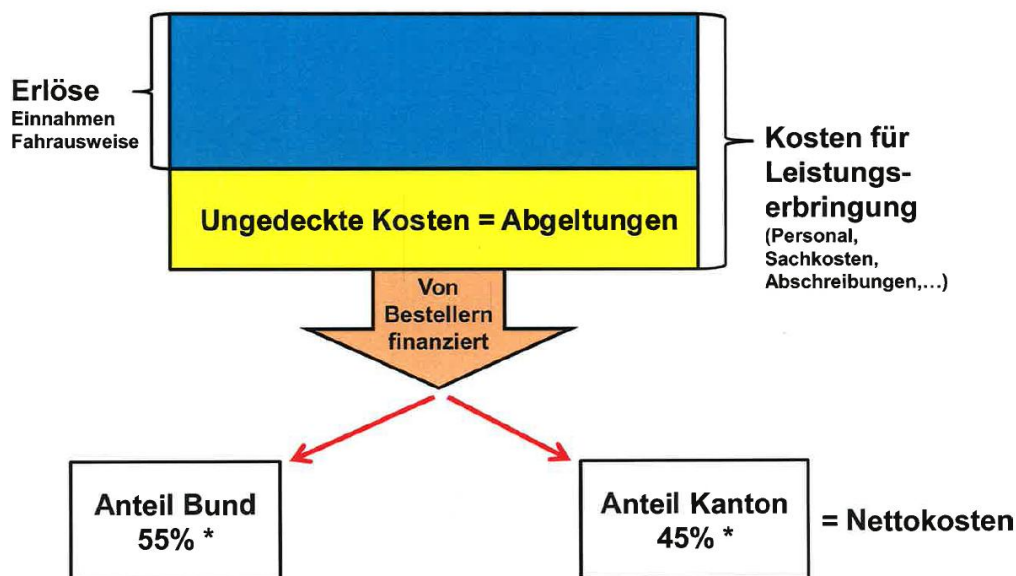 Erlöse
Einnahmen
Fahrausweise
Kosten für
Leistungs-
erbringung
(Personal,
Sachkosten,
Abschreibungen,...)
Ungedeckte Kosten = Abgeltungen
Von
Bestellern
finanziert
Anteil Bund
55% *
Anteil Kanton
45% *
= Nettokosten